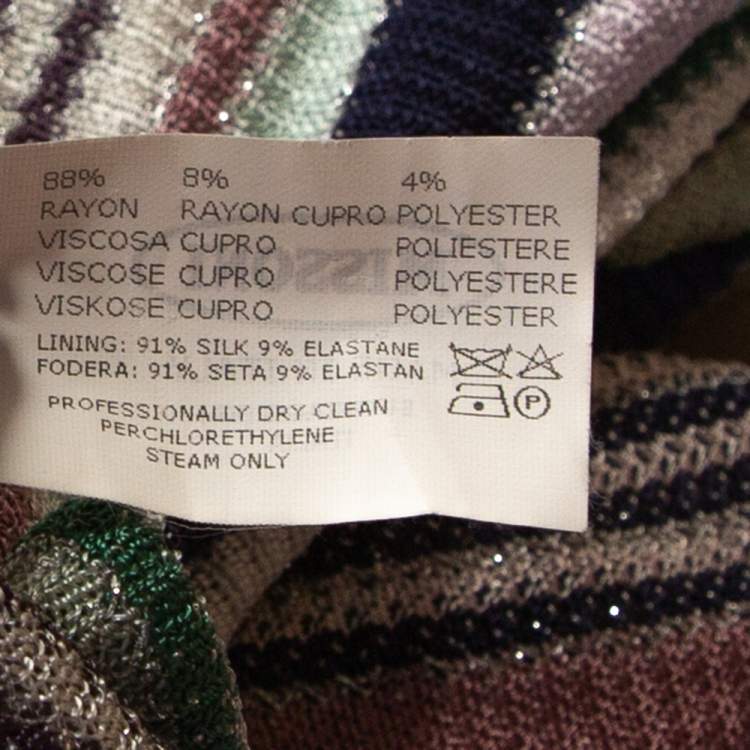 88% 8% 4%
RAYON RAYON CUPRO POLYESTER
VISCOSA CUPRO POLIESTERE
VISCOSE CUPRO POLYESTERE
VISKOSE CUPRO POLYESTER
LINING: 91% SILK 9% ELASTANE
FODERA: 91% SETA 9% ELASTAN
PROFESSIONALLY DRY CLEAN
PERCHLORETHYLENE
STEAM ONLY
P